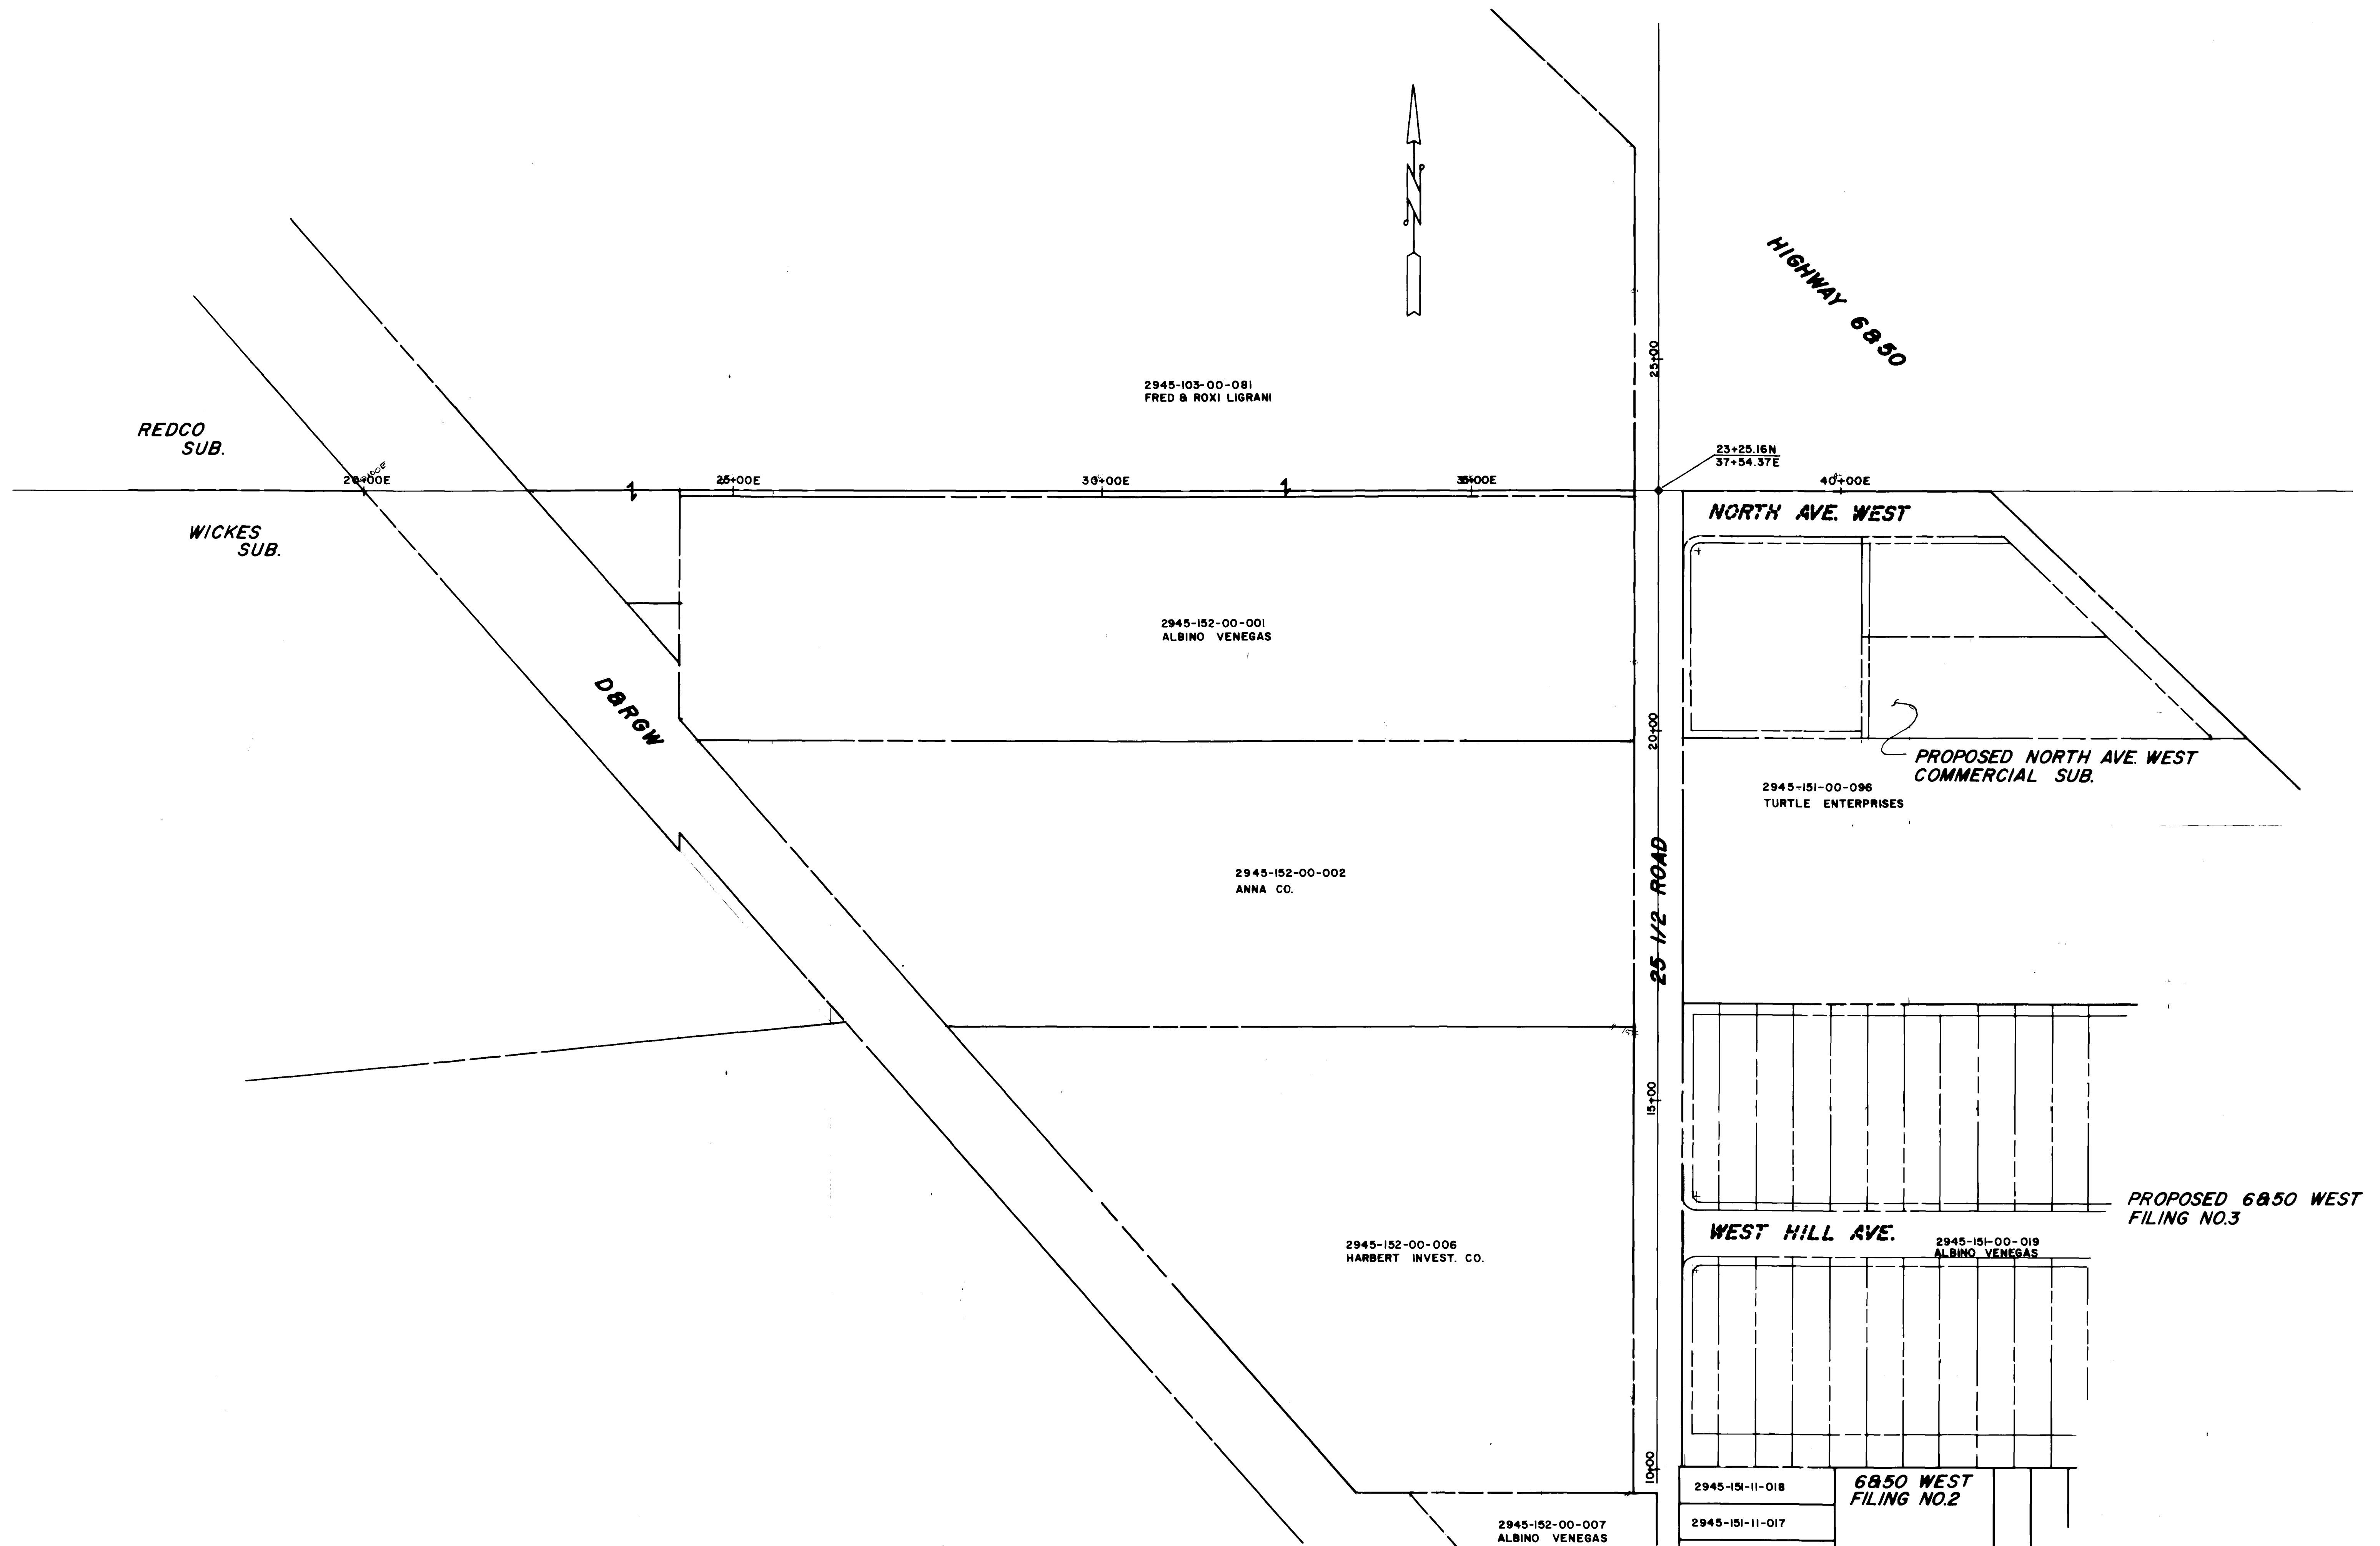 N
HIGHWAY 6&50
25+00
2945-103-00-081
FRED & ROXI LIGRANI
REDCO
SUB.
23+25.16N
37+54.37E
20+00E
25+00E
30+00E
35+00E
40+00E
WICKES
SUB.
NORTH AVE. WEST
2945-152-00-001
ALBINO VENEGAS
D&RGW
20+00
PROPOSED NORTH AVE. WEST
COMMERCIAL SUB.
2945-151-00-096
TURTLE ENTERPRISES
2945-152-00-002
ANNA CO.
25 1/2 ROAD
15+00
PROPOSED 6&50 WEST
FILING NO.3
WEST HILL AVE.
2945-151-00-019
ALBINO VENEGAS
2945-152-00-006
HARBERT INVEST. CO.
10+00
2945-151-11-018
6&50 WEST
FILING NO.2
2945-151-11-017
2945-152-00-007
ALBINO VENEGAS